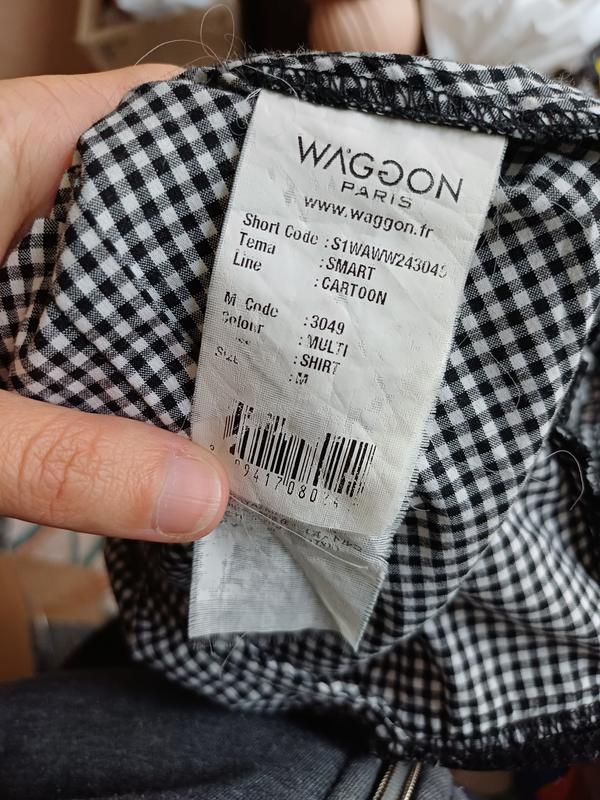 WAGGON
PARIS
www.waggon.fr
Short Code : S1WAWW243049
Tema : SMART
Line : CARTOON
M Code : 3049
Colour : MULTI
: SHIRT
Size : M